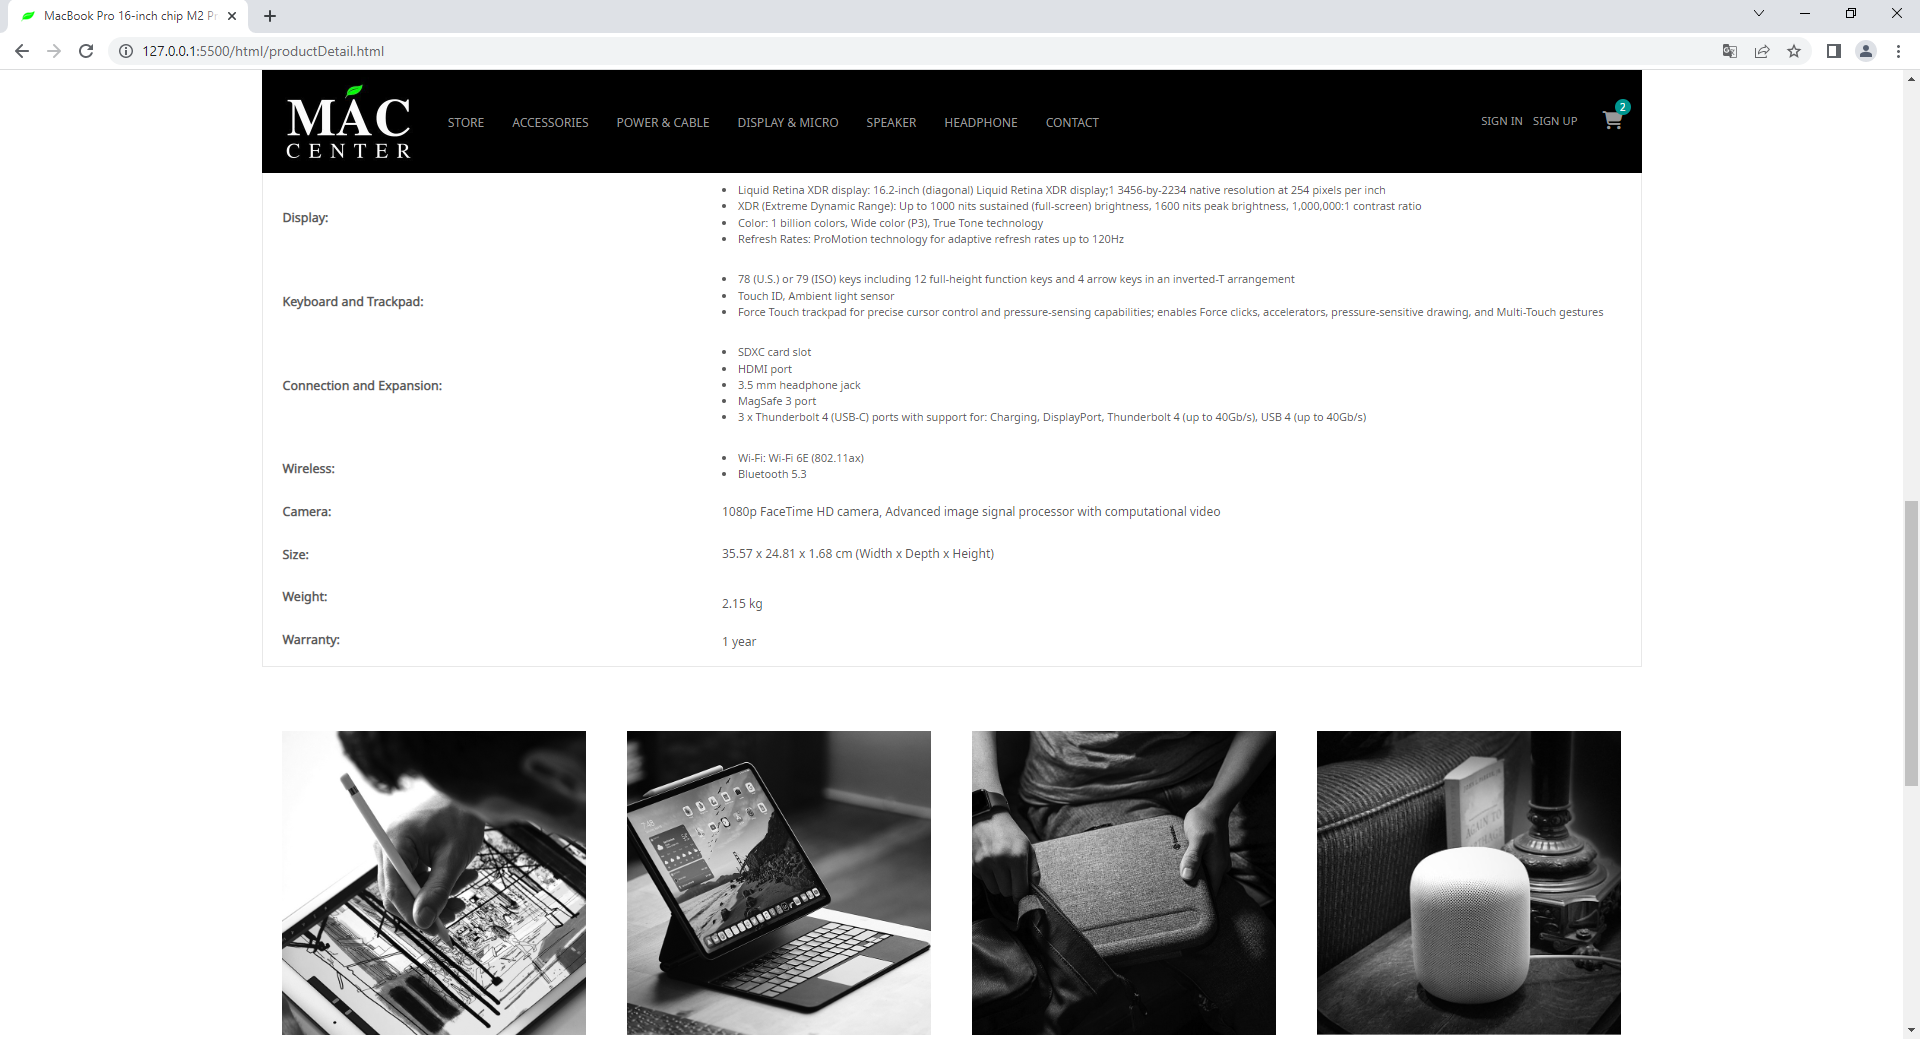 MacBook Pro 16-inch chip M2 Pr
127.0.0.1:5500/html/productDetail.html
MAC
CENTER
STORE ACCESSORIES POWER & CABLE DISPLAY & MICRO SPEAKER HEADPHONE CONTACT SIGN IN SIGN UP 2
Display:
Liquid Retina XDR display: 16.2-inch (diagonal) Liquid Retina XDR display;1 3456-by-2234 native resolution at 254 pixels per inch
XDR (Extreme Dynamic Range): Up to 1000 nits sustained (full-screen) brightness, 1600 nits peak brightness, 1,000,000:1 contrast ratio
Color: 1 billion colors, Wide color (P3), True Tone technology
Refresh Rates: ProMotion technology for adaptive refresh rates up to 120Hz
Keyboard and Trackpad:
78 (U.S.) or 79 (ISO) keys including 12 full-height function keys and 4 arrow keys in an inverted-T arrangement
Touch ID, Ambient light sensor
Force Touch trackpad for precise cursor control and pressure-sensing capabilities; enables Force clicks, accelerators, pressure-sensitive drawing, and Multi-Touch gestures
Connection and Expansion:
SDXC card slot
HDMI port
3.5 mm headphone jack
MagSafe 3 port
3 x Thunderbolt 4 (USB-C) ports with support for: Charging, DisplayPort, Thunderbolt 4 (up to 40Gb/s), USB 4 (up to 40Gb/s)
Wireless:
Wi-Fi: Wi-Fi 6E (802.11ax)
Bluetooth 5.3
Camera:
1080p FaceTime HD camera, Advanced image signal processor with computational video
Size:
35.57 x 24.81 x 1.68 cm (Width x Depth x Height)
Weight:
2.15 kg
Warranty:
1 year